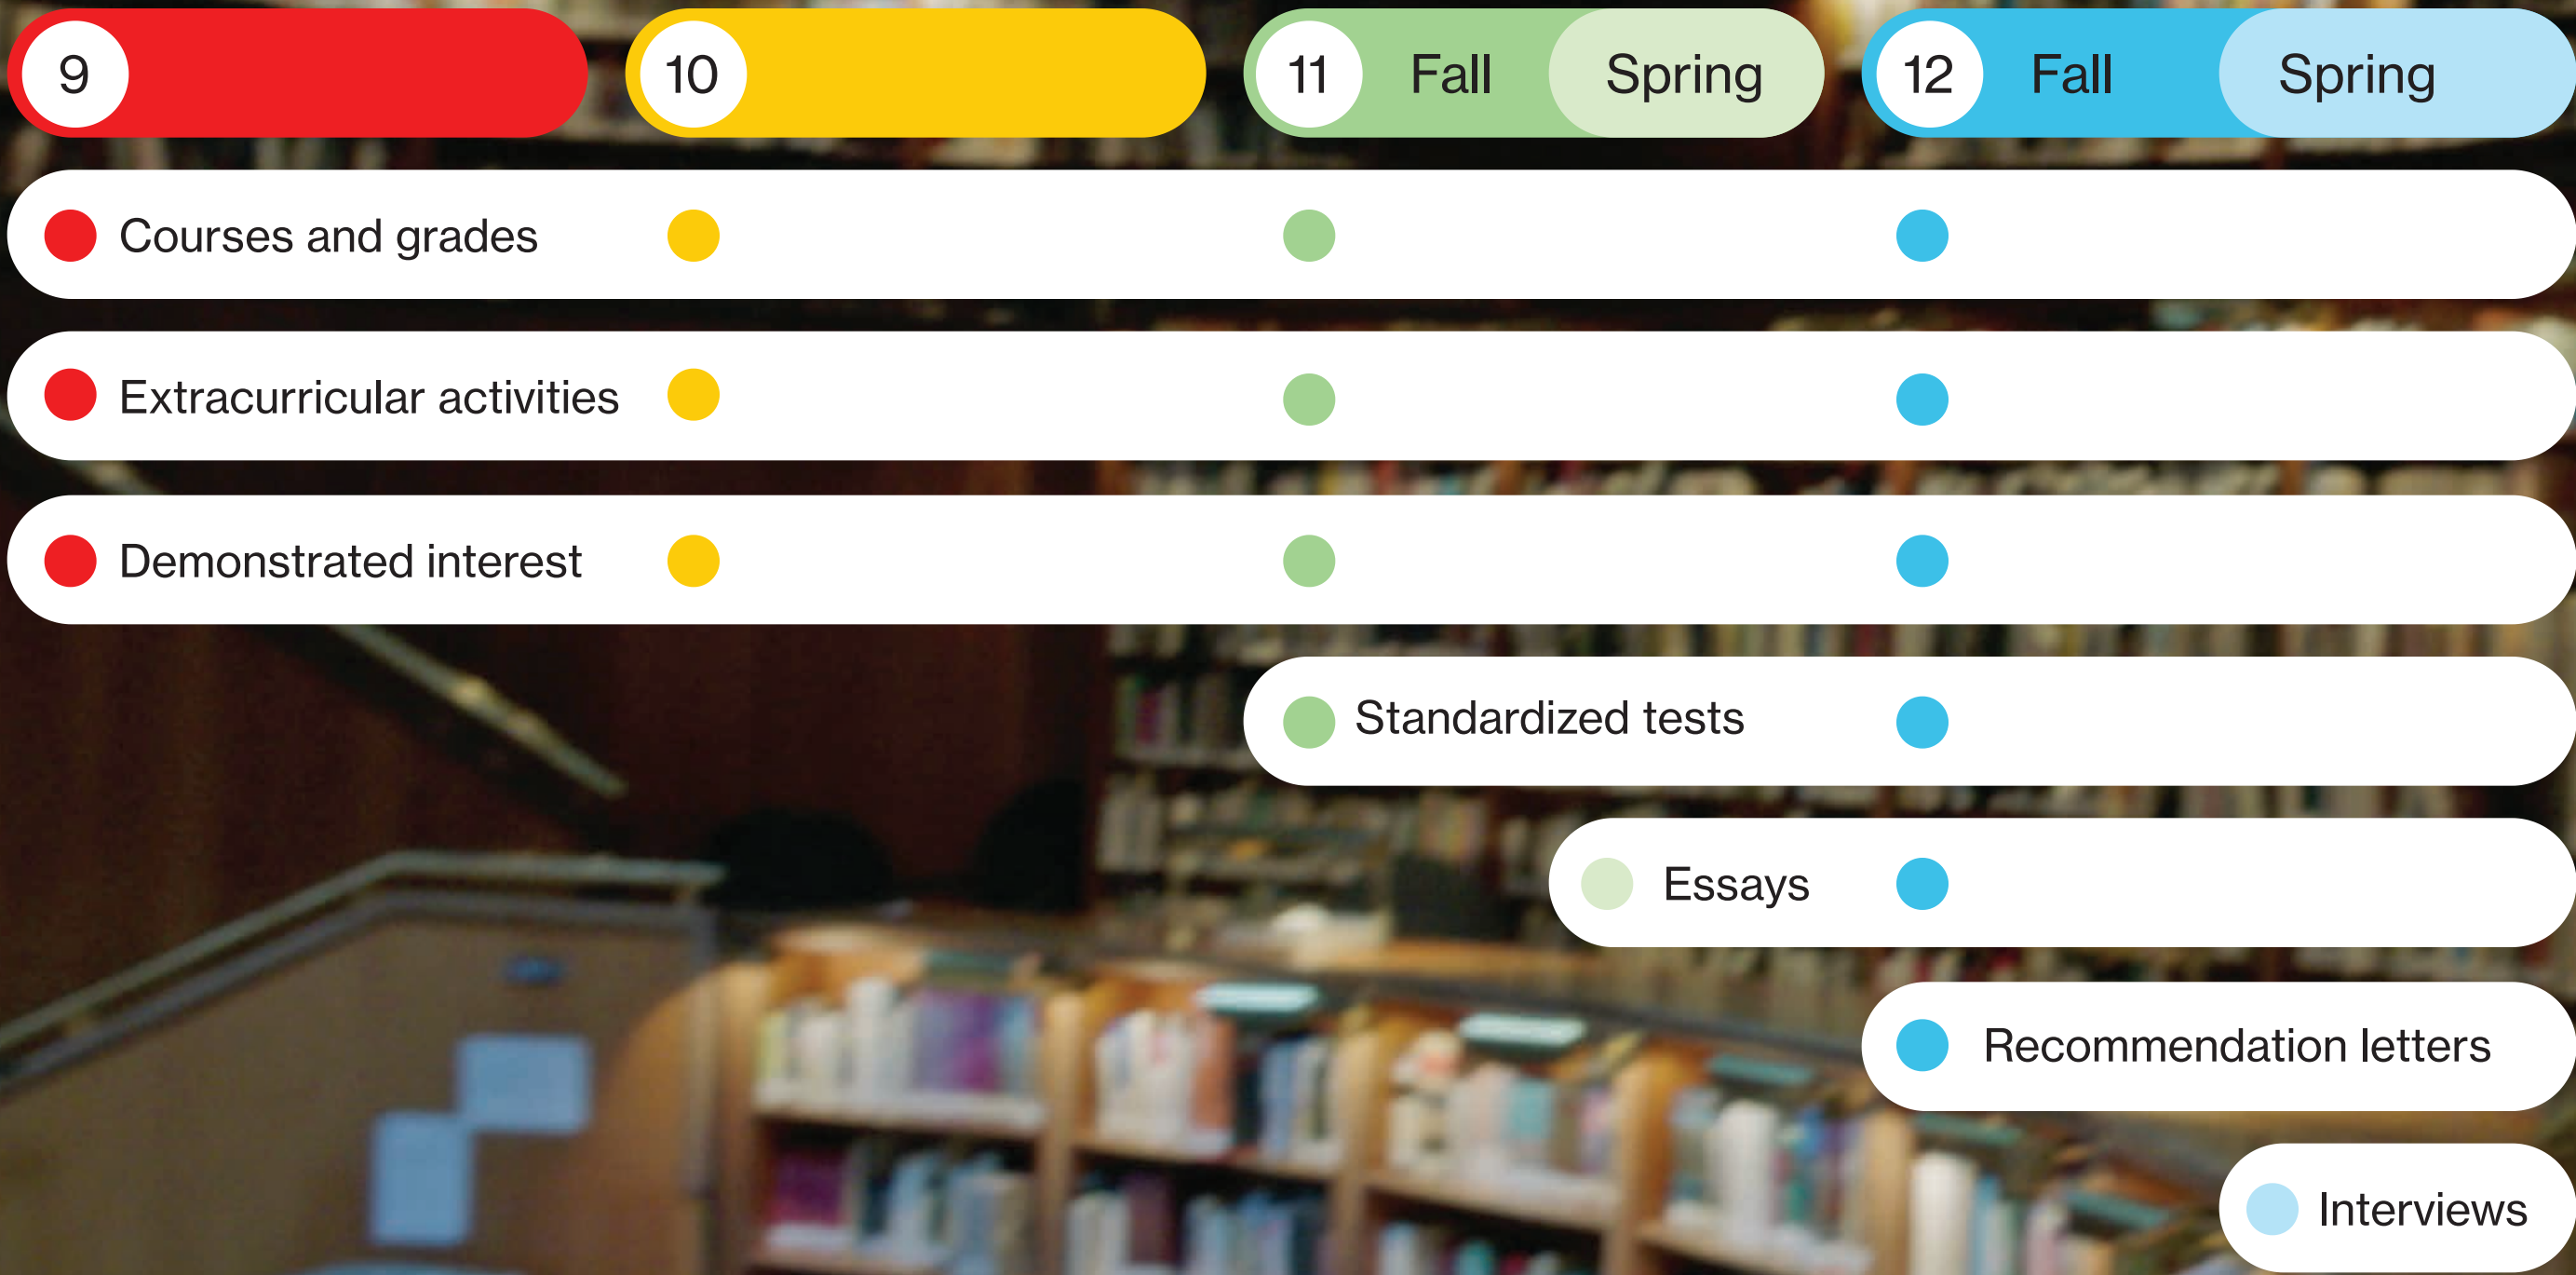 9 10 11 Fall Spring 12 Fall Spring
Courses and grades
Extracurricular activities
Demonstrated interest
Standardized tests
Essays
Recommendation letters
Interviews